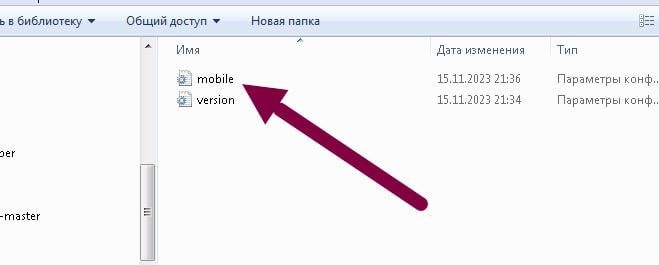 ь в библиотеку Общий доступ Новая папка
Имя Дата изменения Тип
mobile 15.11.2023 21:36 Параметры конф...
version 15.11.2023 21:34 Параметры конф...
ber
-master